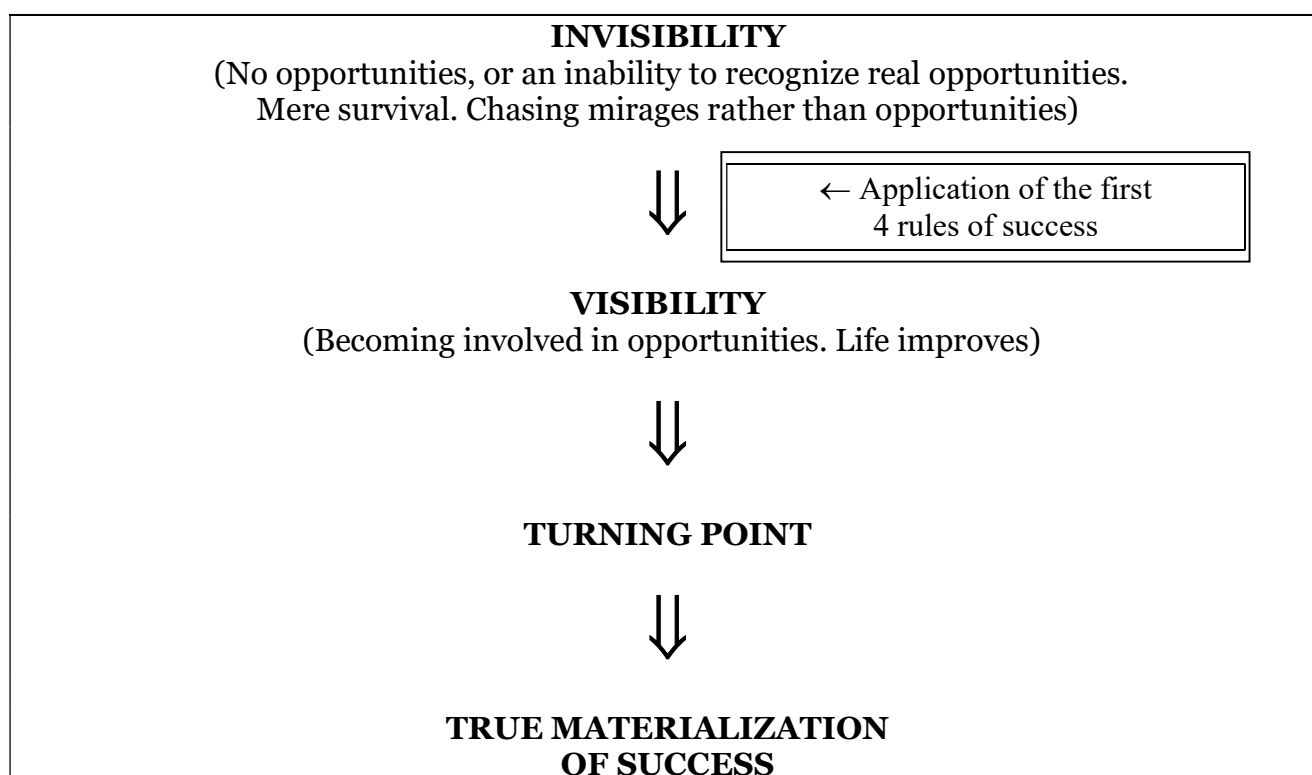 INVISIBILITY
(No opportunities, or an inability to recognize real opportunities.
Mere survival. Chasing mirages rather than opportunities)
⇓
← Application of the first
4 rules of success
VISIBILITY
(Becoming involved in opportunities. Life improves)
⇓
TURNING POINT
⇓
TRUE MATERIALIZATION
OF SUCCESS